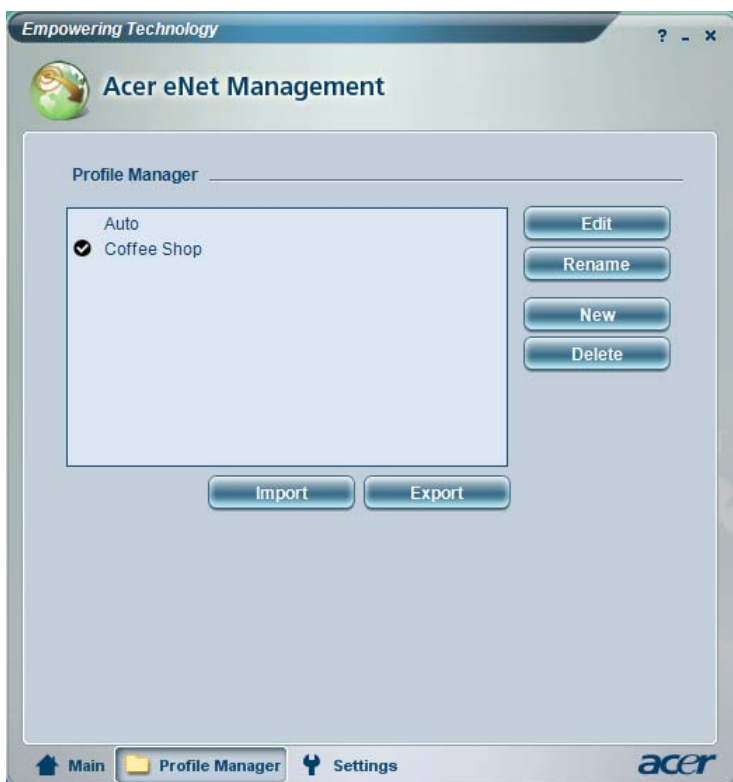 Empowering Technology
? - x
Acer eNet Management
Profile Manager
Auto
Coffee Shop
Edit
Rename
New
Delete
Import
Export
Main
Profile Manager
Settings
acer